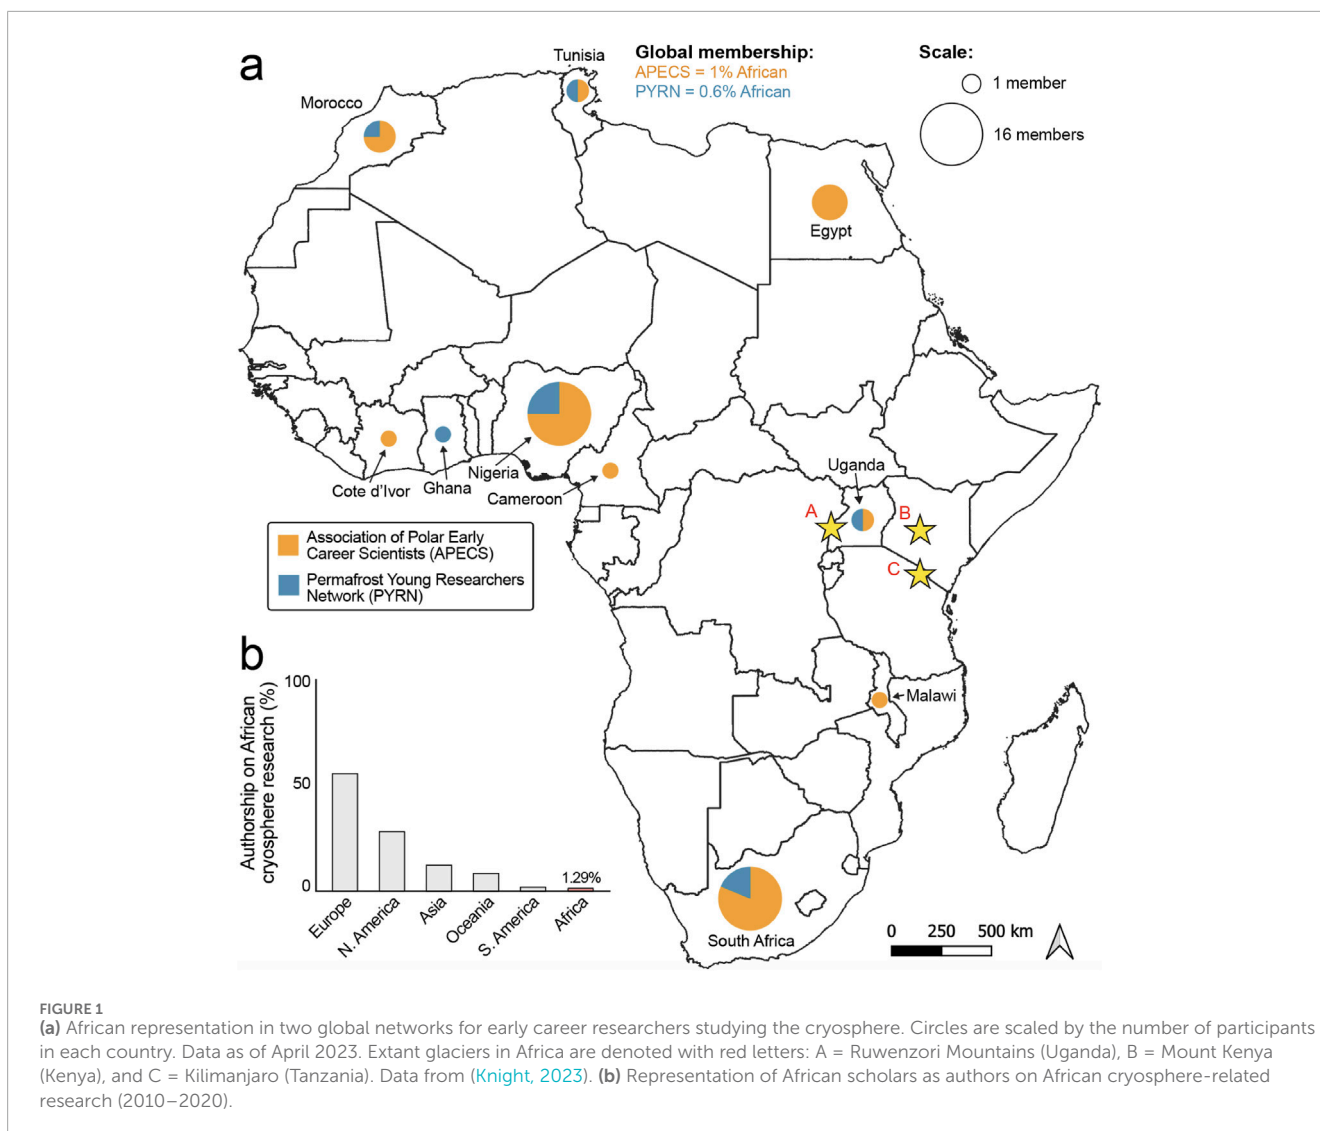 a
Tunisia
Global membership:
APECS = 1% African
PYRN = 0.6% African
Scale:
1 member
16 members
Morocco
Egypt
Nigeria
Cote d'Ivor
Ghana
Cameroon
Uganda
A
B
C
Association of Polar Early
Career Scientists (APECS)
Permafrost Young Researchers
Network (PYRN)
Malawi
South Africa
0 250 500 km
b
Authorship on African
cryosphere research (%)
100
50
0
1.29%
Europe
N. America
Asia
Oceania
S. America
Africa
FIGURE 1
(a) African representation in two global networks for early career researchers studying the cryosphere. Circles are scaled by the number of participants
in each country. Data as of April 2023. Extant glaciers in Africa are denoted with red letters: A = Ruwenzori Mountains (Uganda), B = Mount Kenya
(Kenya), and C = Kilimanjaro (Tanzania). Data from (Knight, 2023). (b) Representation of African scholars as authors on African cryosphere-related
research (2010–2020).